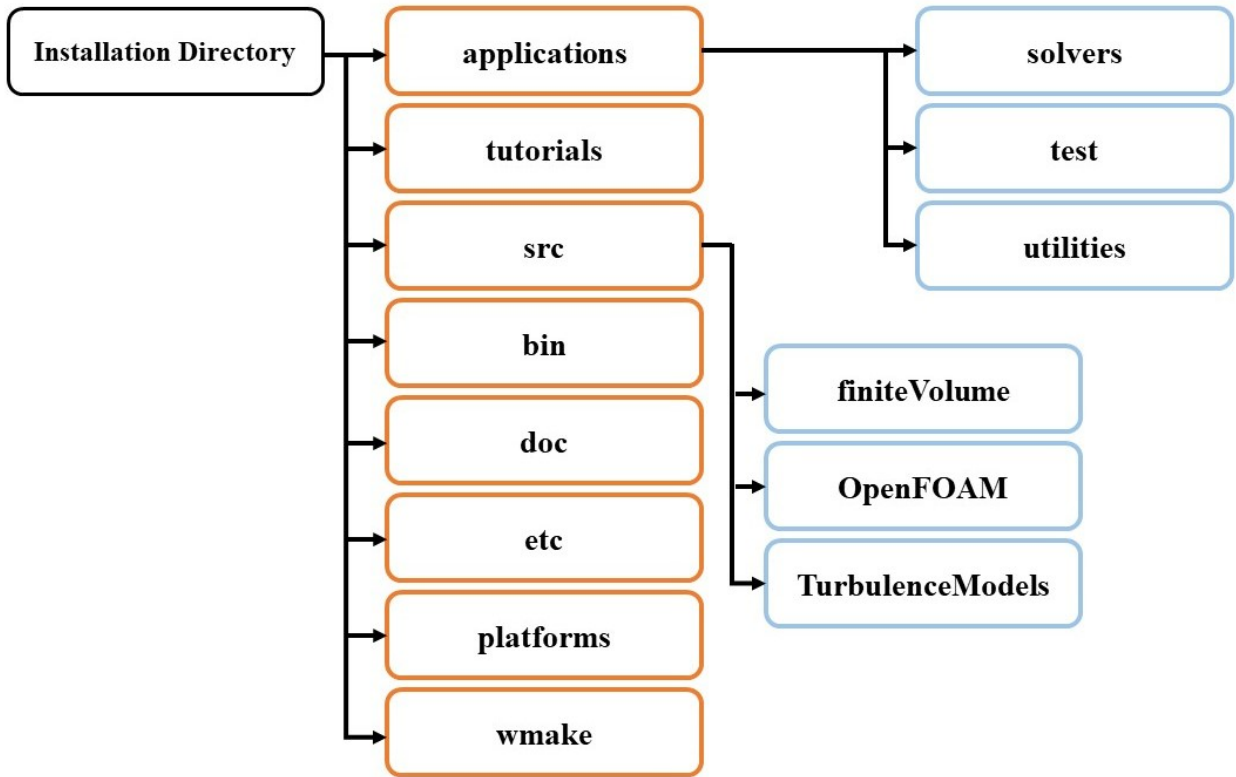 Installation Directory
applications
solvers
tutorials
test
src
utilities
bin
finiteVolume
doc
OpenFOAM
etc
TurbulenceModels
platforms
wmake